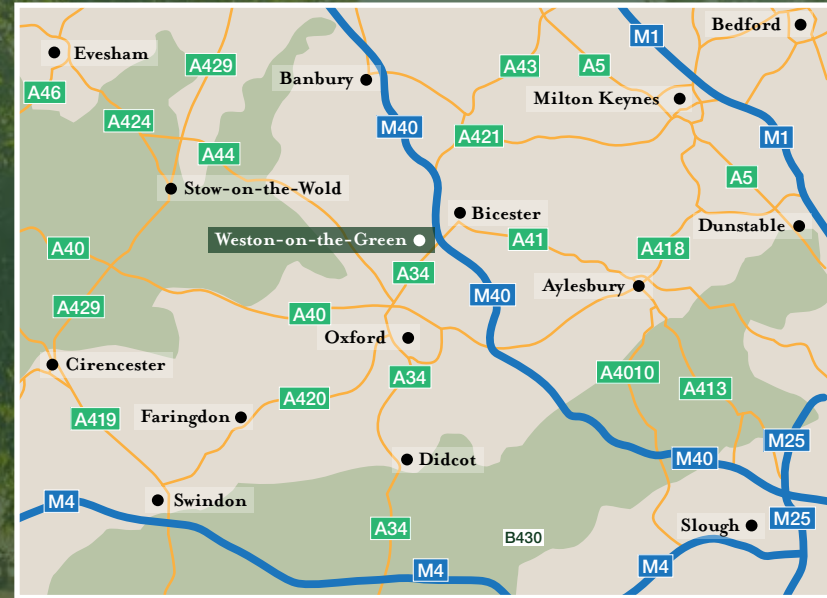 Bedford
M1
Evesham
A429
A43
A5
Banbury
A46
Milton Keynes
A424
M40
A421
M1
A44
A5
Stow-on-the-Wold
Bicester
Dunstable
Weston-on-the-Green
A41
A40
A418
A34
Aylesbury
M40
A429
A40
Oxford
Cirencester
A4010
A34
A413
A420
A419
Faringdon
M25
M40
Didcot
M4
Swindon
M25
Slough
A34
B430
M4
M4